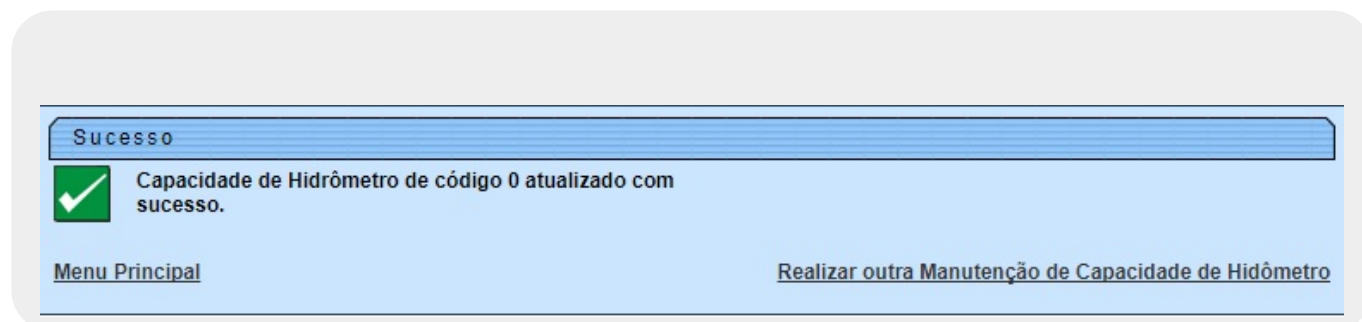 Sucesso
Capacidade de Hidrômetro de código 0 atualizado com
sucesso.
Menu Principal
Realizar outra Manutenção de Capacidade de Hidômetro